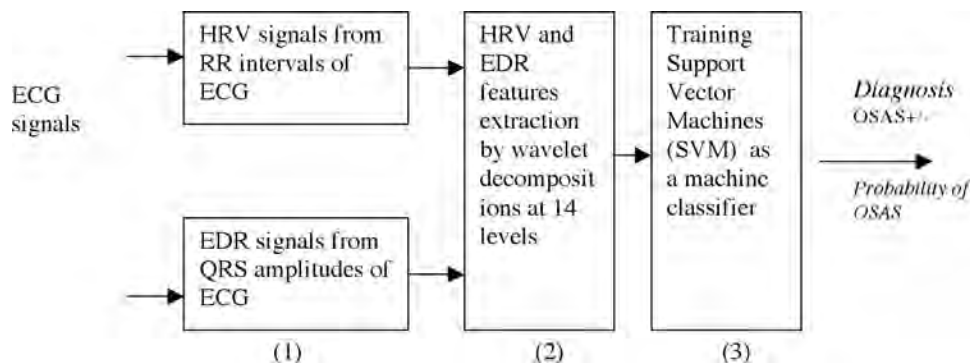 ECG
signals
HRV signals from
RR intervals of
ECG
EDR signals from
QRS amplitudes of
ECG
(1)
HRV and
EDR
features
extraction
by wavelet
decomposit
ions at 14
levels
(2)
Training
Support
Vector
Machines
(SVM) as
a machine
classifier
(3)
Diagnosis
OSAS+/-
Probability of
OSAS